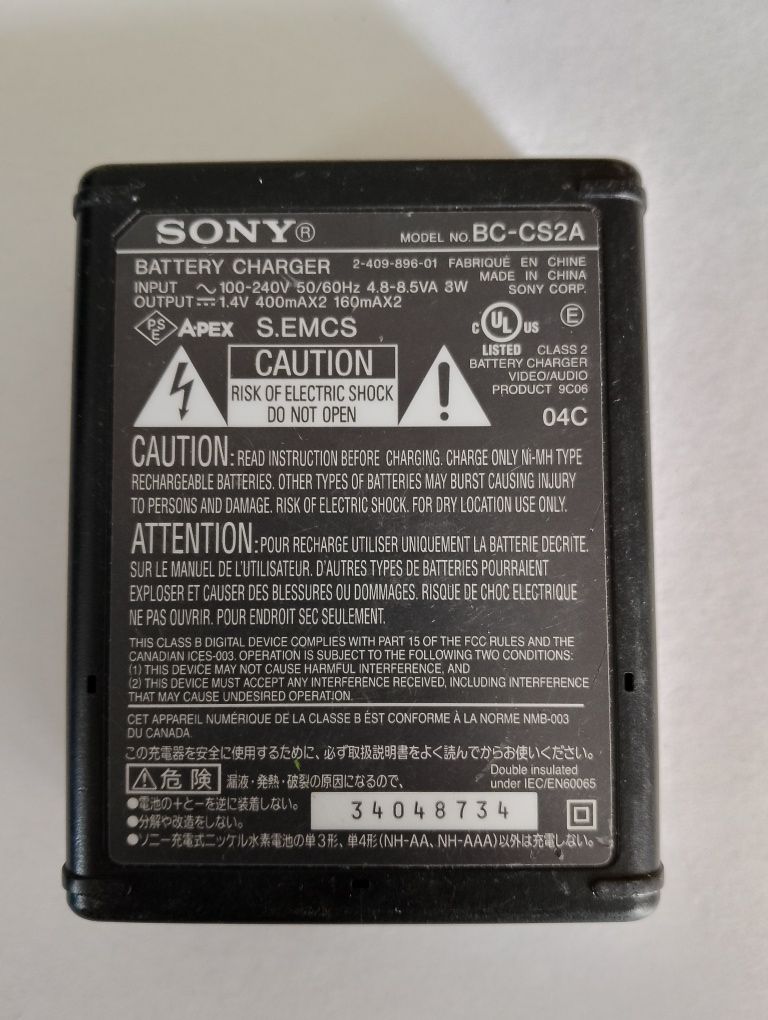 SONY®
MODEL NO. BC-CS2A
BATTERY CHARGER 2-409-896-01 FABRIQUÉ EN CHINE
MADE IN CHINA
INPUT ~ 100-240V 50/60Hz 4.8-8.5VA 3W SONY CORP.
OUTPUT ⎓ 1.4V 400mAX2 160mAX2
PSE APEX S.EMCS
c UL US E
LISTED CLASS 2
BATTERY CHARGER
VIDEO/AUDIO
PRODUCT 9C06
04C
CAUTION
RISK OF ELECTRIC SHOCK
DO NOT OPEN
CAUTION: READ INSTRUCTION BEFORE CHARGING. CHARGE ONLY Ni-MH TYPE
RECHARGEABLE BATTERIES. OTHER TYPES OF BATTERIES MAY BURST CAUSING INJURY
TO PERSONS AND DAMAGE. RISK OF ELECTRIC SHOCK. FOR DRY LOCATION USE ONLY.
ATTENTION: POUR RECHARGE UTILISER UNIQUEMENT LA BATTERIE DECRITE.
SUR LE MANUEL DE L'UTILISATEUR. D'AUTRES TYPES DE BATTERIES POURRAIENT
EXPLOSER ET CAUSER DES BLESSURES OU DOMMAGES. RISQUE DE CHOC ELECTRIQUE
NE PAS OUVRIR. POUR ENDROIT SEC SEULEMENT.
THIS CLASS B DIGITAL DEVICE COMPLIES WITH PART 15 OF THE FCC RULES AND THE
CANADIAN ICES-003. OPERATION IS SUBJECT TO THE FOLLOWING TWO CONDITIONS:
(1) THIS DEVICE MAY NOT CAUSE HARMFUL INTERFERENCE, AND
(2) THIS DEVICE MUST ACCEPT ANY INTERFERENCE RECEIVED, INCLUDING INTERFERENCE
THAT MAY CAUSE UNDESIRED OPERATION.
CET APPAREIL NUMÉRIQUE DE LA CLASSE B ÉST CONFORME À LA NORME NMB-003
DU CANADA.
この充電器を安全に使用するために、必ず取扱説明書をよく読んでからお使いください。
危険 漏液・発熱・破裂の原因になるので、
Double insulated
under IEC/EN60065
●電池の+と−を逆に装着しない。
34048734
●分解や改造をしない。
●ソニー充電式ニッケル水素電池の単3形、単4形(NH-AA、NH-AAA)以外は充電しない。